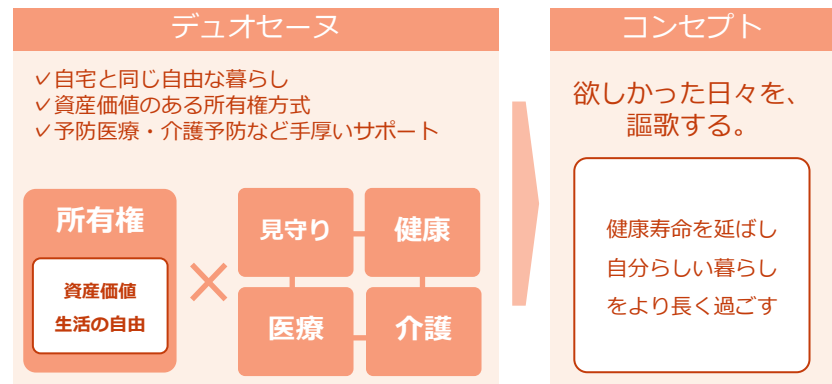 デュオセーヌ
✓自宅と同じ自由な暮らし
✓資産価値のある所有権方式
✓予防医療・介護予防など手厚いサポート
所有権
資産価値
生活の自由
×
見守り
健康
医療
介護
コンセプト
欲しかった日々を、
謳歌する。
健康寿命を延ばし
自分らしい暮らし
をより長く過ごす